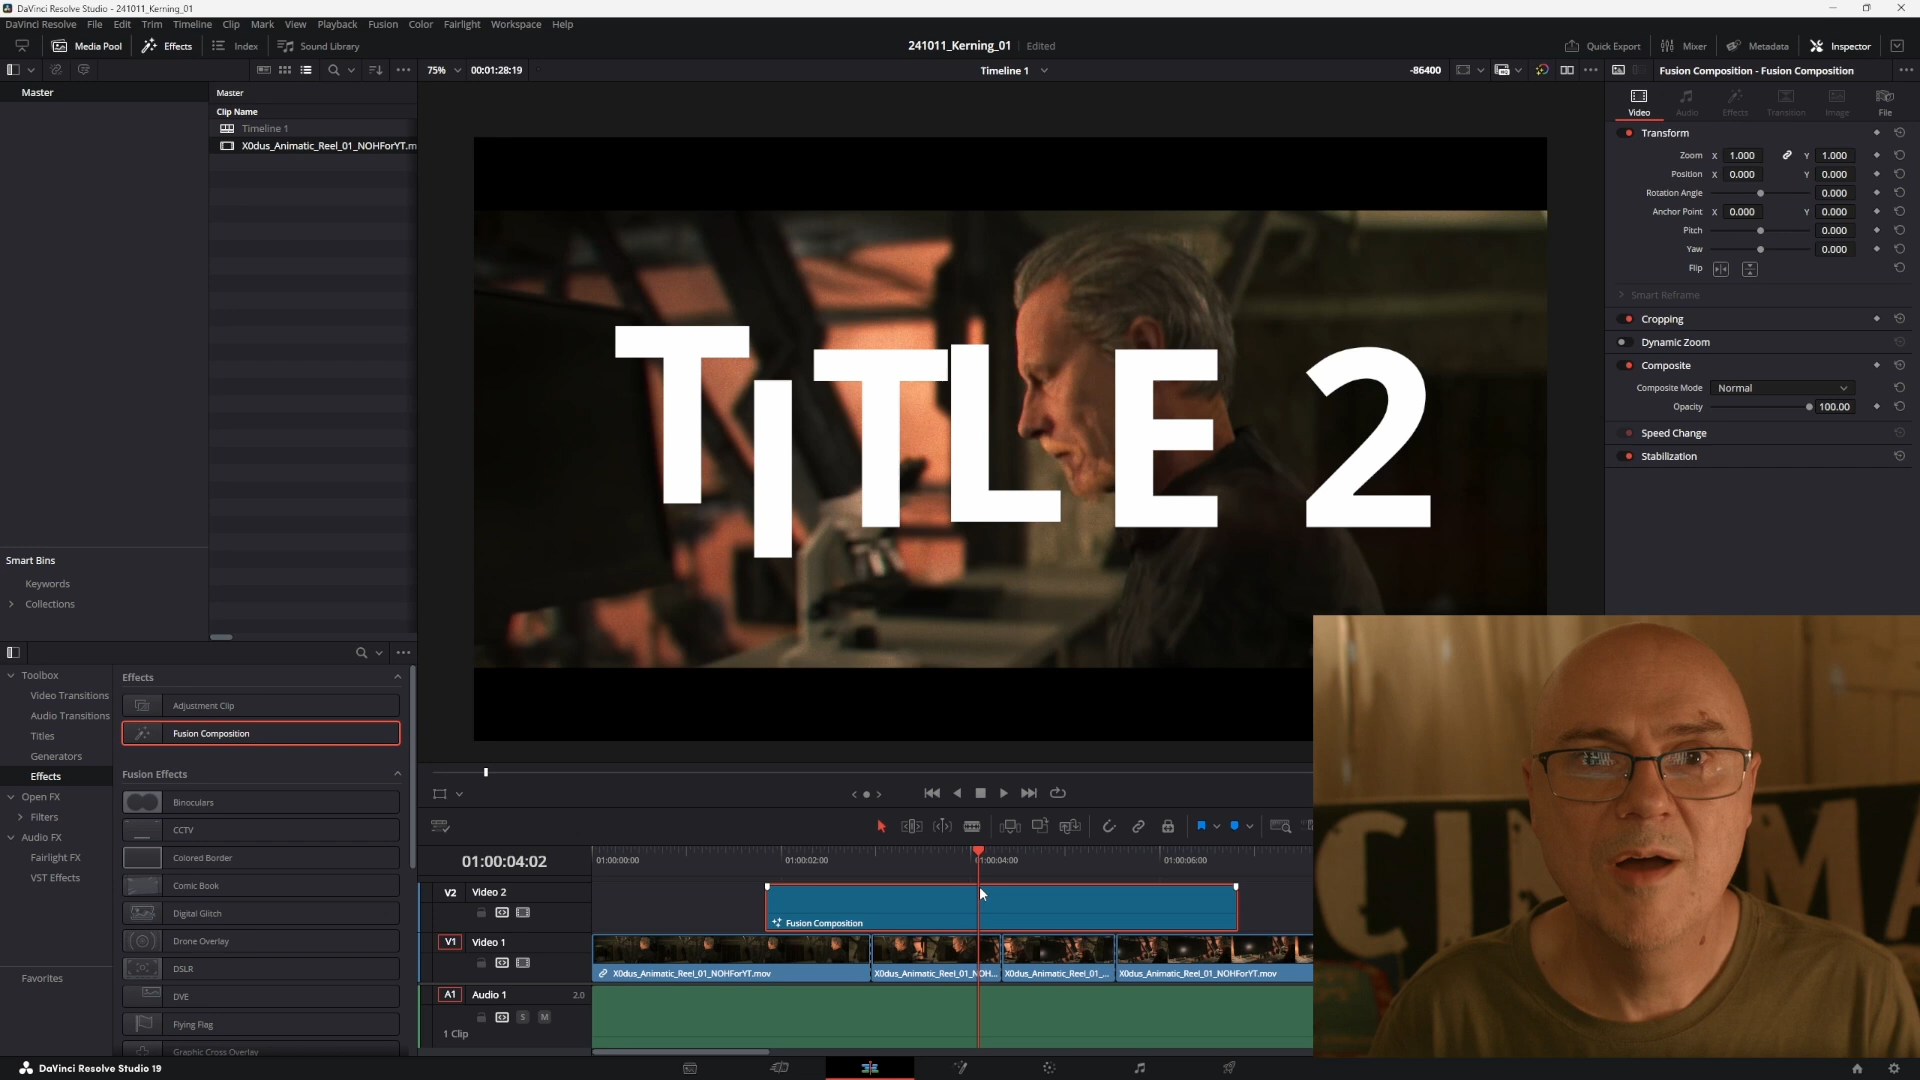 DaVinci Resolve Studio - 241011_Kerning_01
DaVinci Resolve File Edit Trim Timeline Clip Mark View Playback Fusion Color Fairlight Workspace Help
Media Pool Effects Index Sound Library 241011_Kerning_01 Edited Quick Export Mixer Metadata Inspector
75% 00:01:28:19 Timeline 1 -86400 Fusion Composition - Fusion Composition
Master
Master
Clip Name
Timeline 1
X0dus_Animatic_Reel_01_NOHForYT.m
Smart Bins
Keywords
Collections
TITLE 2
Video Audio Effects Transition Image File
Transform
Zoom X 1.000 Y 1.000
Position X 0.000 Y 0.000
Rotation Angle 0.000
Anchor Point X 0.000 Y 0.000
Pitch 0.000
Yaw 0.000
Flip
Smart Reframe
Cropping
Dynamic Zoom
Composite
Composite Mode Normal
Opacity 100.00
Speed Change
Stabilization
Toolbox
Video Transitions
Audio Transitions
Titles
Generators
Effects
Open FX
Filters
Audio FX
Fairlight FX
VST Effects
Favorites
Effects
Adjustment Clip
Fusion Composition
Fusion Effects
Binoculars
CCTV
Colored Border
Comic Book
Digital Glitch
Drone Overlay
DSLR
DVE
Flying Flag
Graphic Cross Overlay
01:00:04:02
01:00:00:00 01:00:02:00 01:00:04:00 01:00:06:00
V2 Video 2
Fusion Composition
V1 Video 1
X0dus_Animatic_Reel_01_NOHForYT.mov X0dus_Animatic_Reel_01_NOH... X0dus_Animatic_Reel_01_... X0dus_Animatic_Reel_01_NOHForYT.mov
A1 Audio 1 2.0
S M
1 Clip
CINEMA
DaVinci Resolve Studio 19